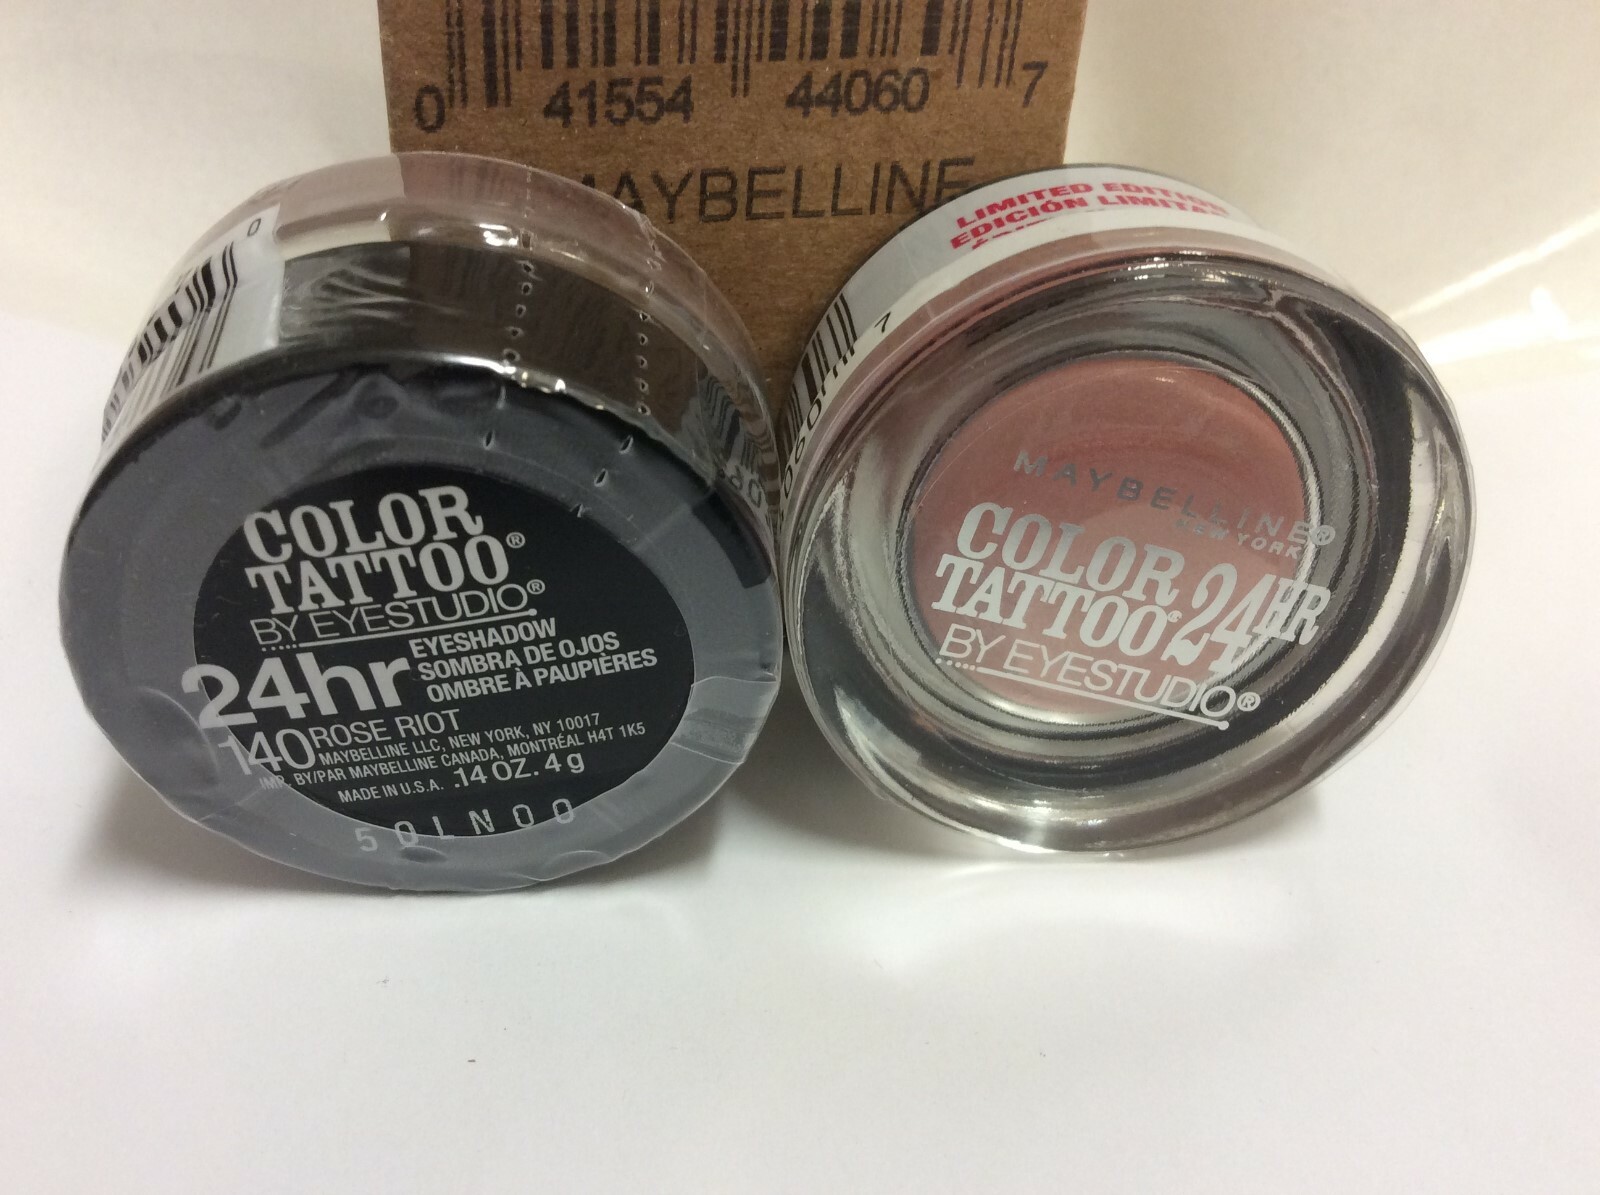 0 41554 44060 7
MAYBELLINE
LIMITED EDITION
EDICIÓN LIMITADA
0
COLOR
TATTOO®
BY EYESTUDIO®
24hr
EYESHADOW
SOMBRA DE OJOS
OMBRE À PAUPIÈRES
140 ROSE RIOT
MAYBELLINE LLC, NEW YORK, NY 10017
IMP. BY/PAR MAYBELLINE CANADA, MONTRÉAL H4T 1K5
MADE IN U.S.A. .14 OZ. 4 g
50LN00
7
MAYBELLINE®
NEW YORK
COLOR
TATTOO® 24HR
BY EYESTUDIO®